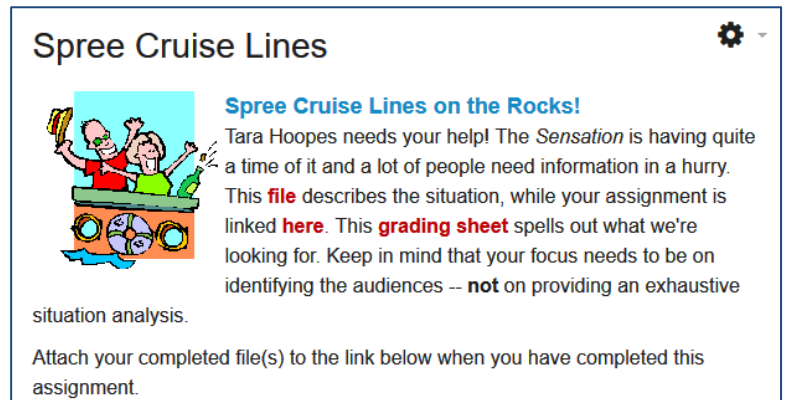 Spree Cruise Lines
Spree Cruise Lines on the Rocks!
Tara Hoopes needs your help! The Sensation is having quite
a time of it and a lot of people need information in a hurry.
This file describes the situation, while your assignment is
linked here. This grading sheet spells out what we're
looking for. Keep in mind that your focus needs to be on
identifying the audiences -- not on providing an exhaustive
situation analysis.
Attach your completed file(s) to the link below when you have completed this
assignment.